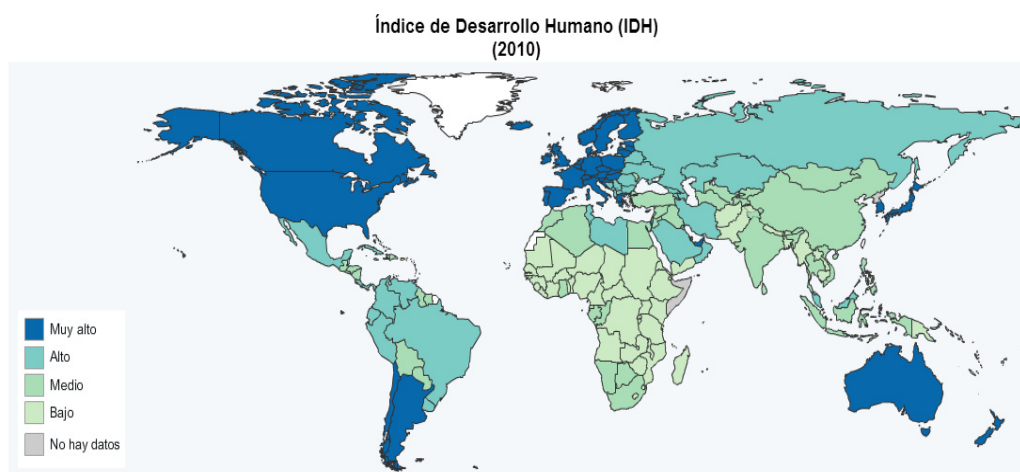 Índice de Desarrollo Humano (IDH)
(2010)
Muy alto
Alto
Medio
Bajo
No hay datos